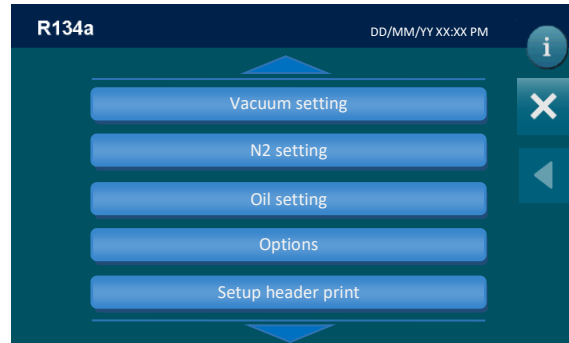 R134a
DD/MM/YY XX:XX PM
i
Vacuum setting
N2 setting
Oil setting
Options
Setup header print